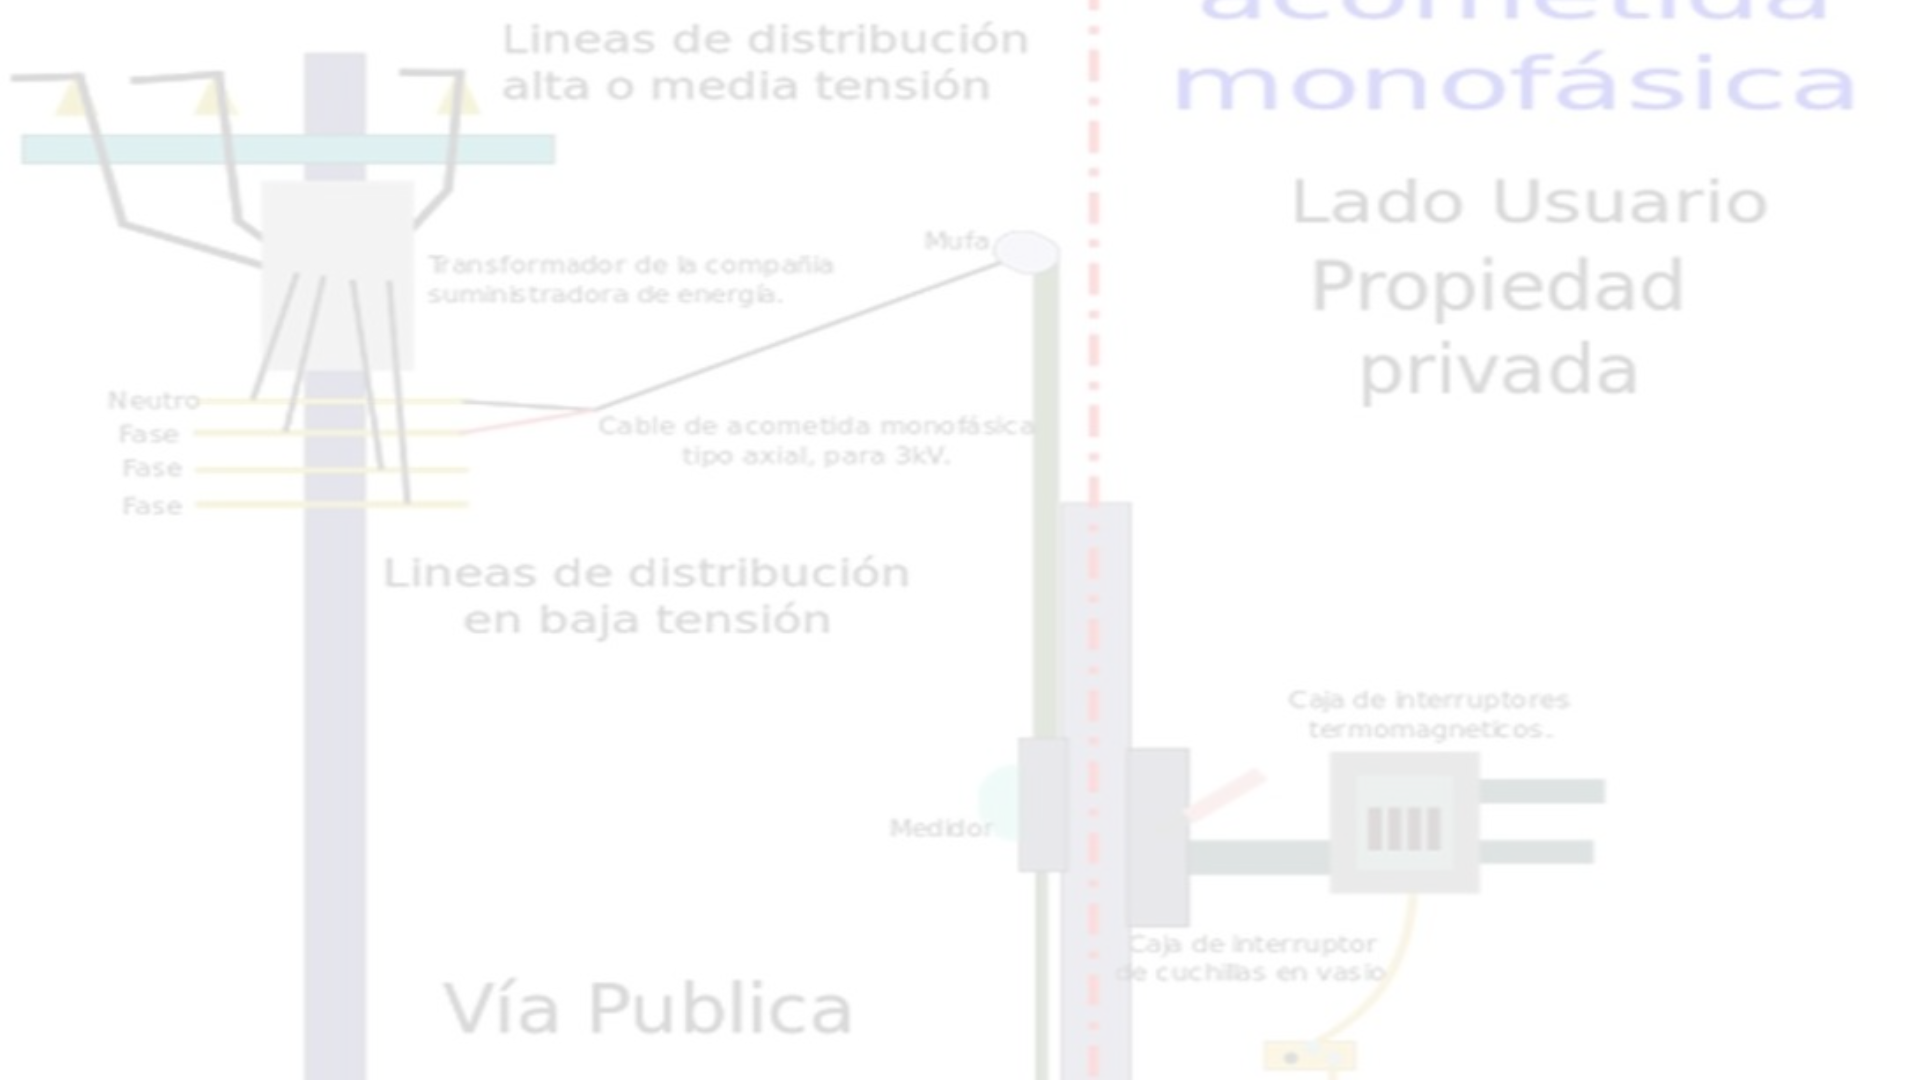 acometida
monofásica
Lineas de distribución
alta o media tensión
Lado Usuario
Propiedad
privada
Mufa
Transformador de la compañia
suministradora de energía.
Neutro
Fase
Fase
Fase
Cable de acometida monofásica
tipo axial, para 3kV.
Lineas de distribución
en baja tensión
Caja de interruptores
termomagneticos.
Medidor
Caja de interruptor
de cuchillas en vasio
Vía Publica